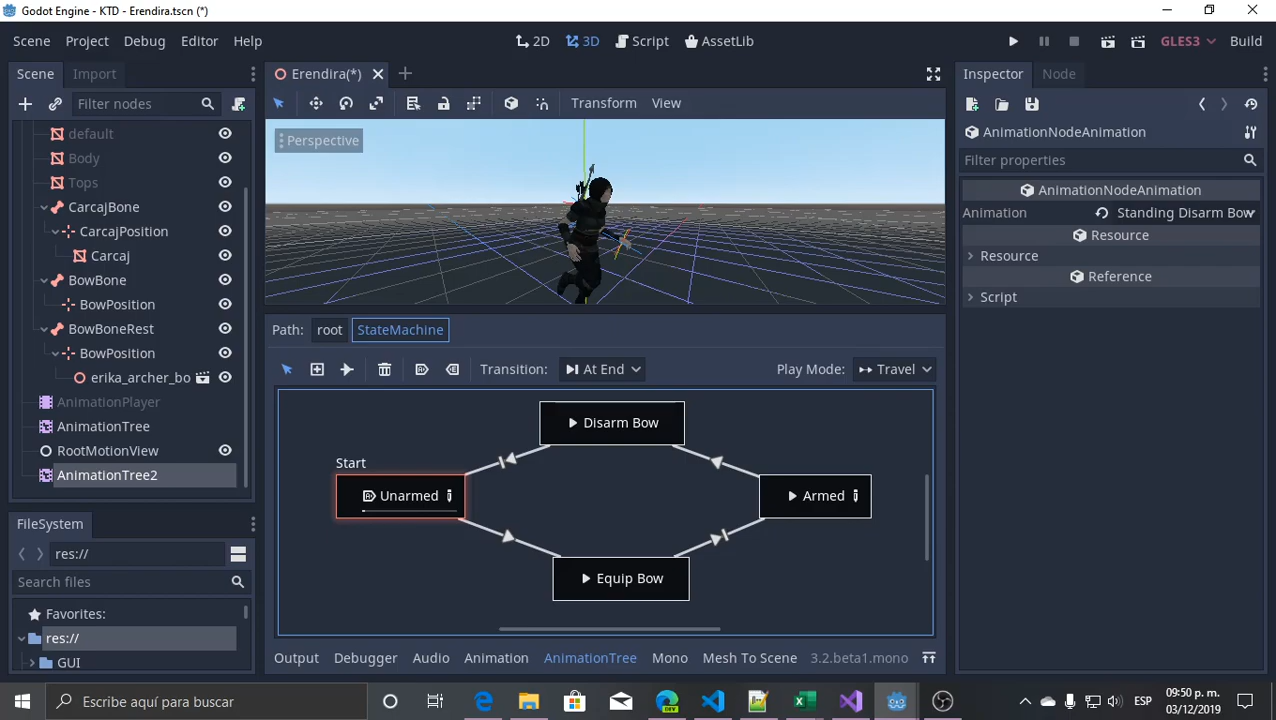 Godot Engine - KTD - Erendira.tscn (*)
Scene Project Debug Editor Help
2D 3D Script AssetLib
GLES3 Build
Scene Import
Erendira(*)
Inspector Node
Filter nodes
Transform View
AnimationNodeAnimation
Filter properties
default
Body
Tops
CarcajBone
CarcajPosition
Carcaj
BowBone
BowPosition
BowBoneRest
BowPosition
erika_archer_bo
AnimationPlayer
AnimationTree
RootMotionView
AnimationTree2
Perspective
AnimationNodeAnimation
Animation Standing Disarm Bow
Resource
Resource
Reference
Script
Path: root StateMachine
Transition: At End
Play Mode: Travel
Disarm Bow
Start
Unarmed
Armed
Equip Bow
FileSystem
res://
Search files
Favorites:
res://
GUI
Output Debugger Audio Animation AnimationTree Mono Mesh To Scene 3.2.beta1.mono
Escribe aquí para buscar
DEV
ESP
09:50 p. m.
03/12/2019